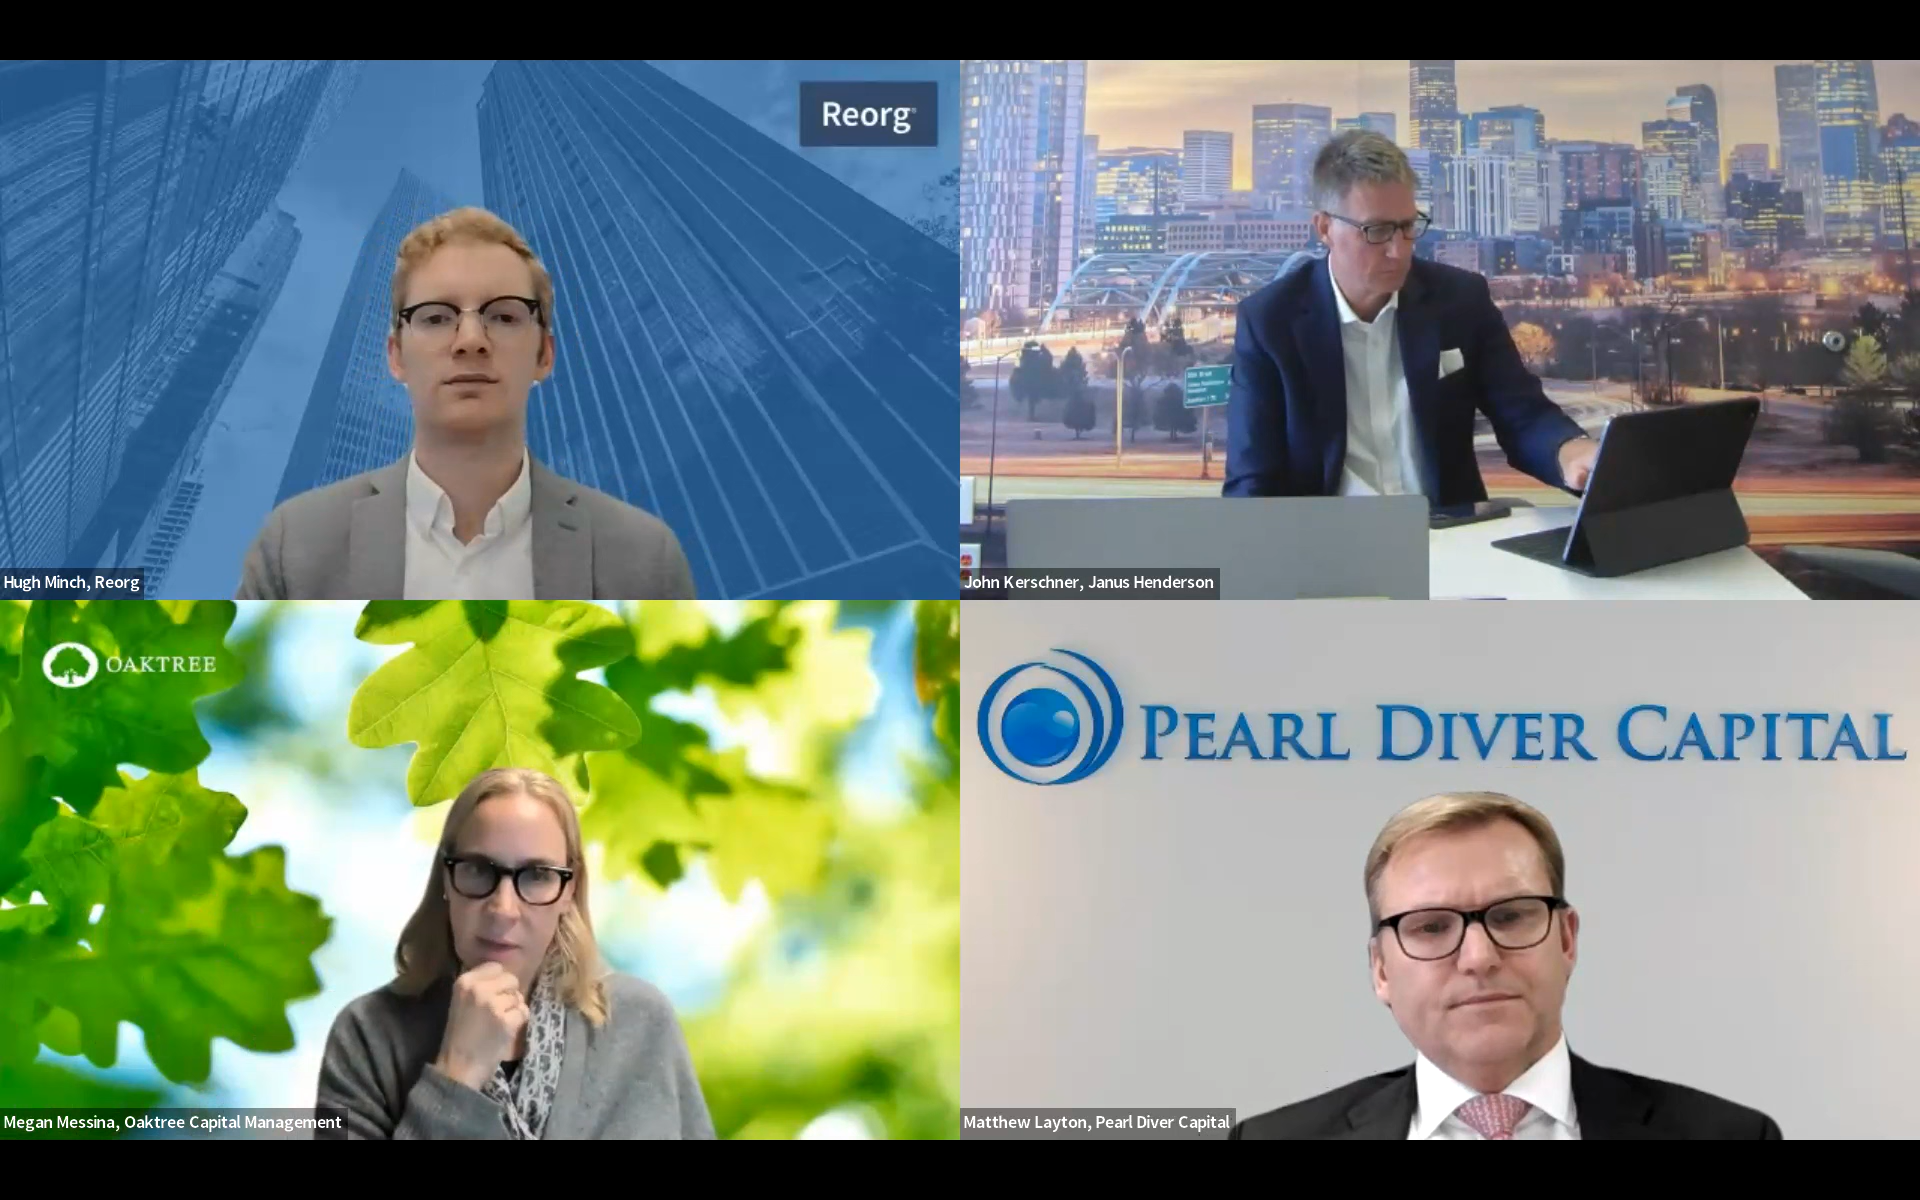 Reorg
Hugh Minch, Reorg
John Kerschner, Janus Henderson
OAKTREE
Megan Messina, Oaktree Capital Management
PEARL DIVER CAPITAL
Matthew Layton, Pearl Diver Capital